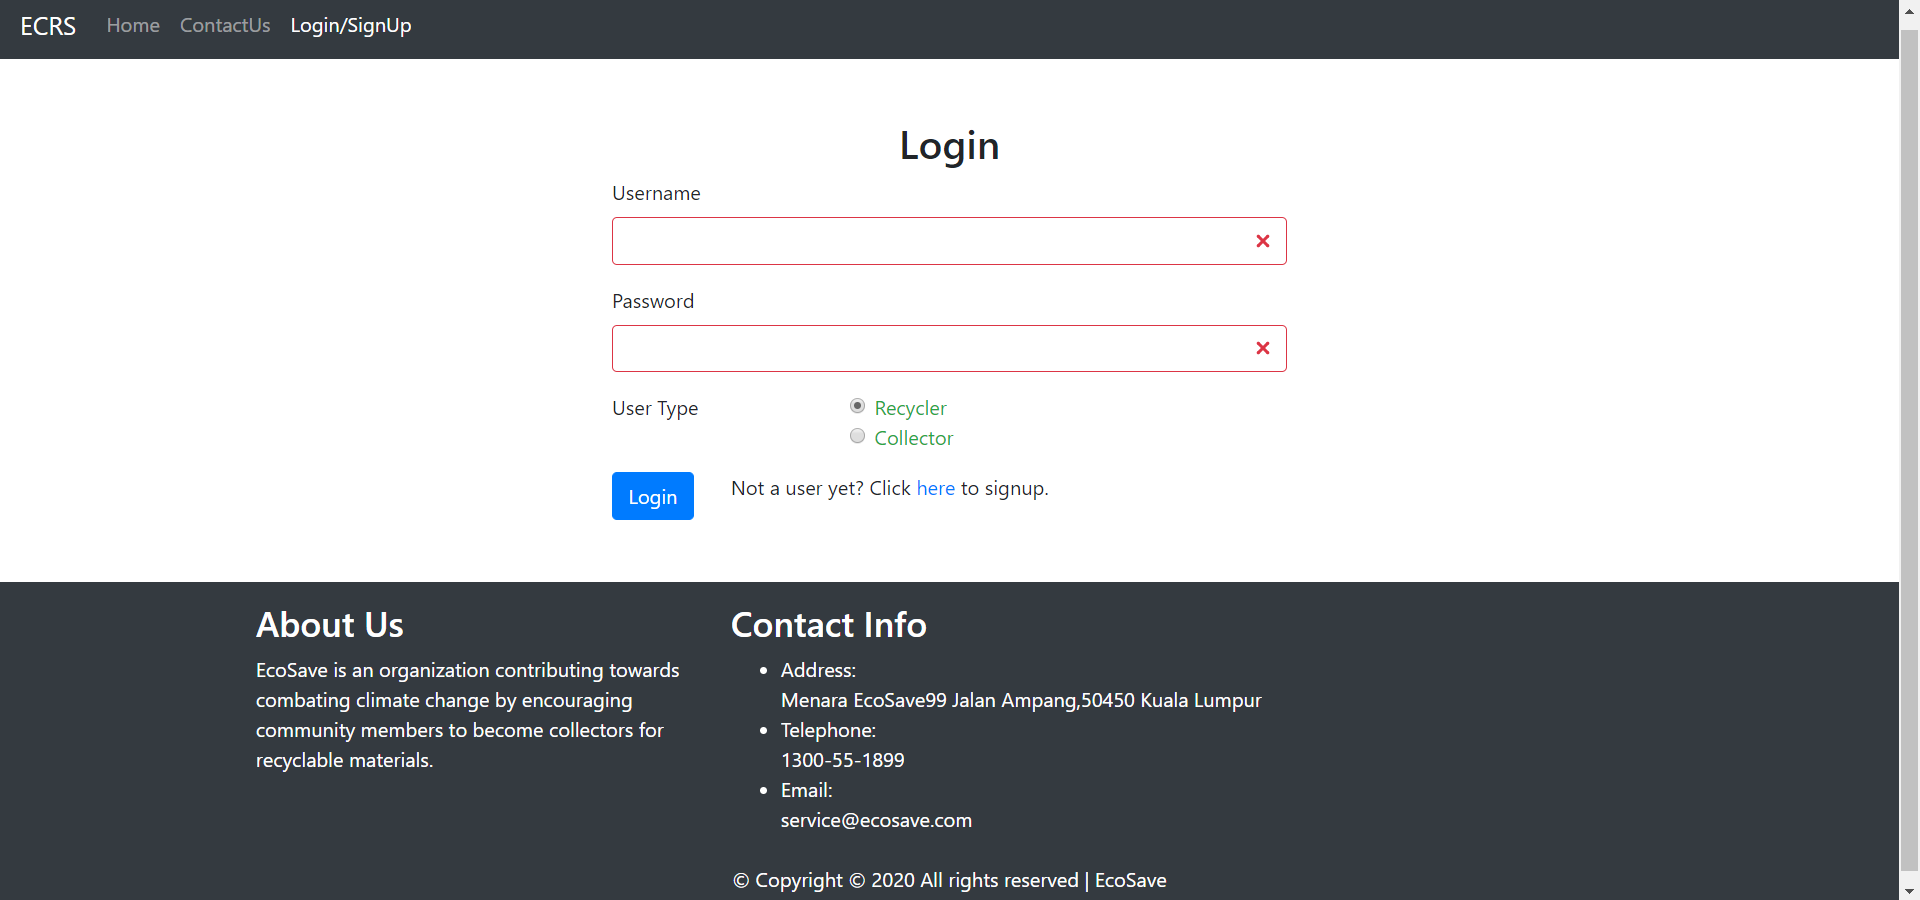 ECRS Home ContactUs Login/SignUp
Login
Username
Password
User Type
Recycler
Collector
Login
Not a user yet? Click here to signup.
About Us
EcoSave is an organization contributing towards
combating climate change by encouraging
community members to become collectors for
recyclable materials.
Contact Info
Address:
Menara EcoSave99 Jalan Ampang,50450 Kuala Lumpur
Telephone:
1300-55-1899
Email:
service@ecosave.com
© Copyright © 2020 All rights reserved | EcoSave